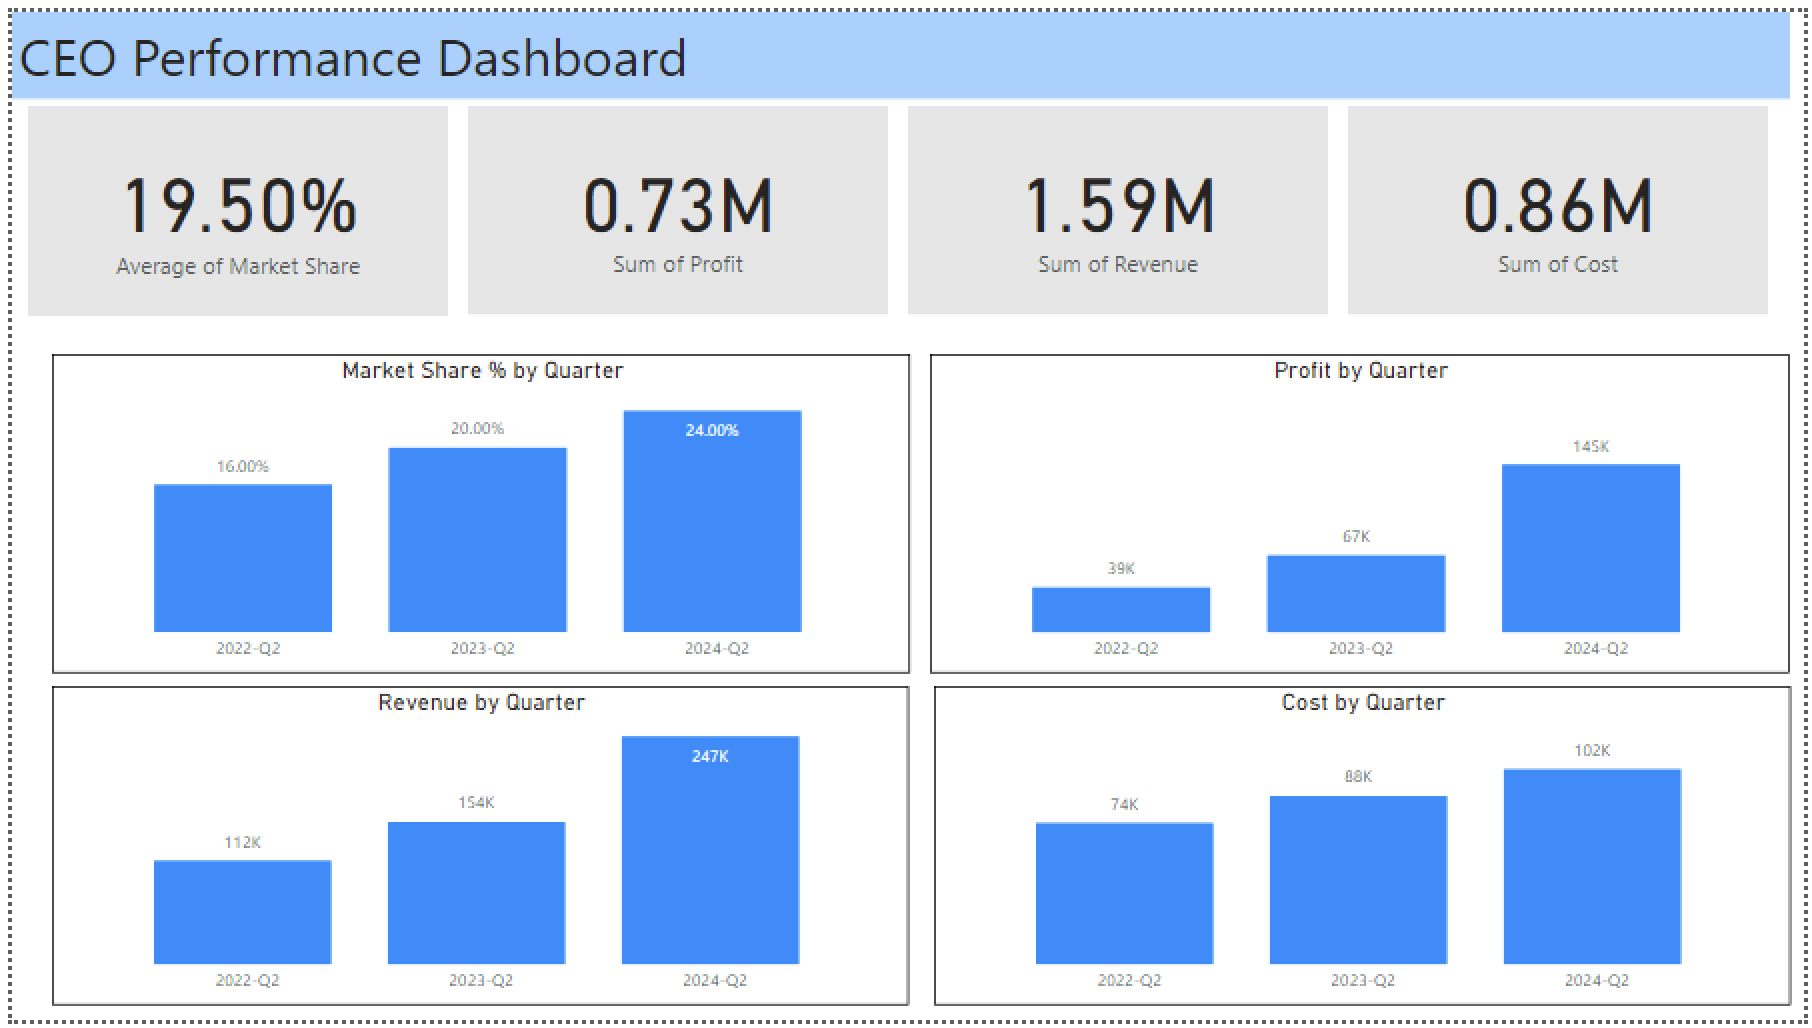 CEO Performance Dashboard
19.50%
Average of Market Share
0.73M
Sum of Profit
1.59M
Sum of Revenue
0.86M
Sum of Cost
Market Share % by Quarter
16.00%
20.00%
24.00%
2022-Q2
2023-Q2
2024-Q2
Profit by Quarter
39K
67K
145K
2022-Q2
2023-Q2
2024-Q2
Revenue by Quarter
112K
154K
247K
2022-Q2
2023-Q2
2024-Q2
Cost by Quarter
74K
88K
102K
2022-Q2
2023-Q2
2024-Q2